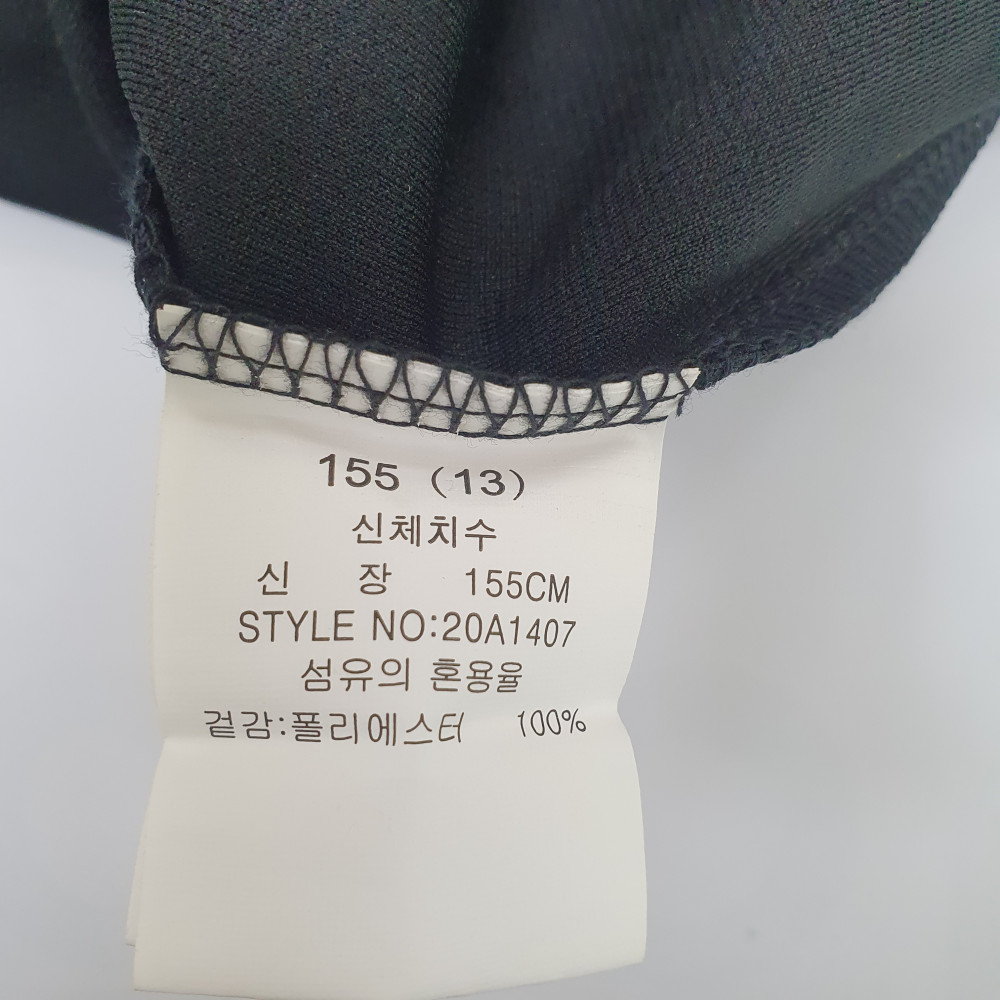 155 (13)
신체치수
신 장 155CM
STYLE NO:20A1407
섬유의 혼용율
겉감:폴리에스터 100%